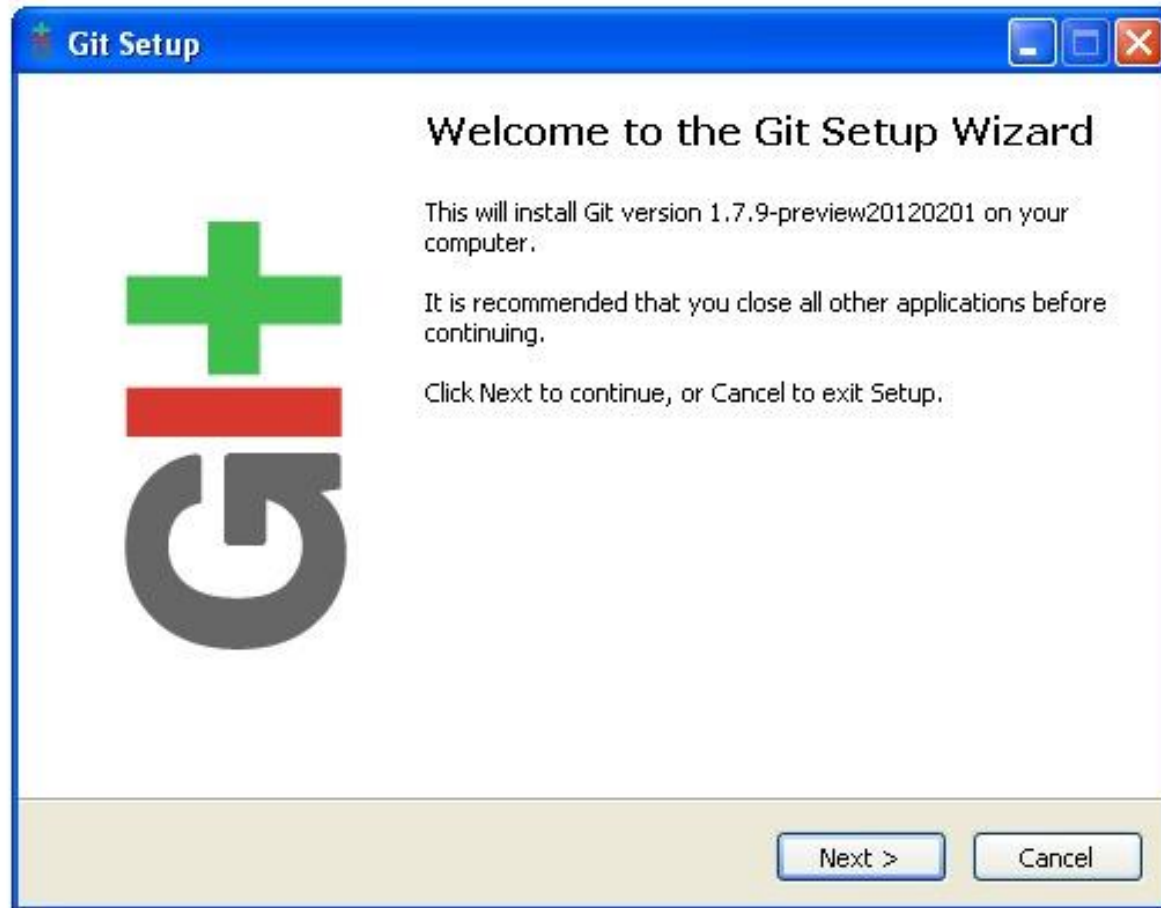 Git Setup
Welcome to the Git Setup Wizard
This will install Git version 1.7.9-preview20120201 on your
computer.
It is recommended that you close all other applications before
continuing.
Click Next to continue, or Cancel to exit Setup.
Git
Next >
Cancel